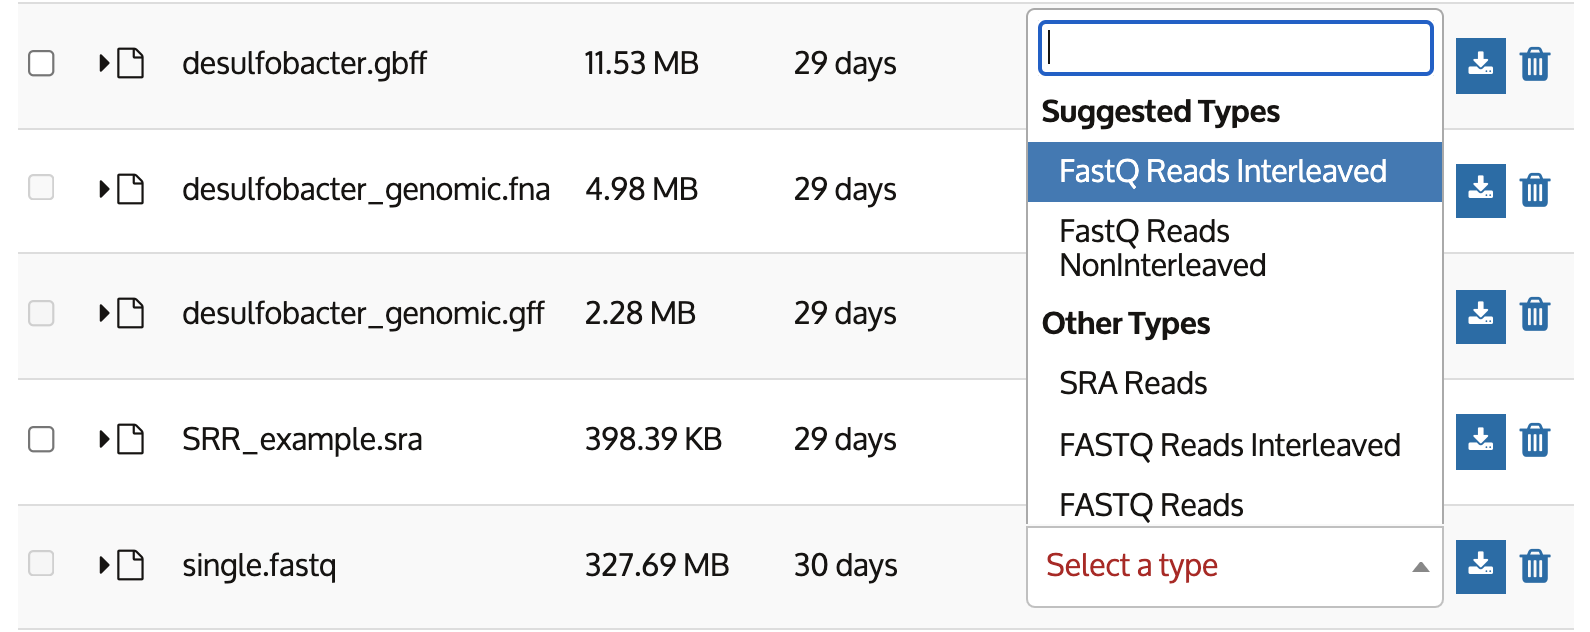 desulfobacter.gbff 11.53 MB 29 days
Suggested Types
FastQ Reads Interleaved
desulfobacter_genomic.fna 4.98 MB 29 days
FastQ Reads
NonInterleaved
desulfobacter_genomic.gff 2.28 MB 29 days
Other Types
SRA Reads
SRR_example.sra 398.39 KB 29 days
FASTQ Reads Interleaved
FASTQ Reads
single.fastq 327.69 MB 30 days Select a type